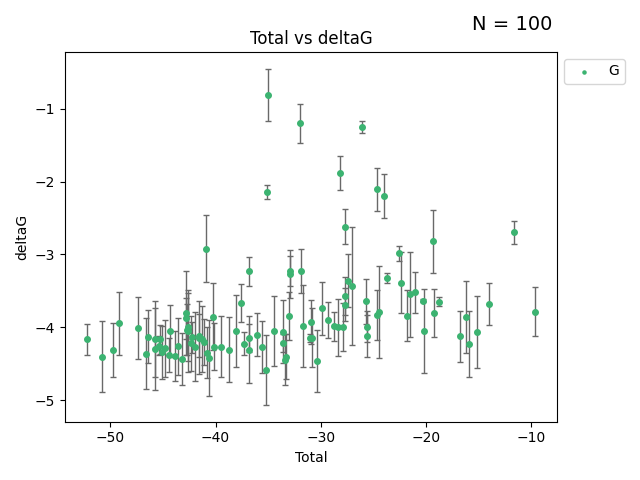 N = 100
Total vs deltaG
G
deltaG
−1
−2
−3
−4
−5
−50 −40 −30 −20 −10
Total